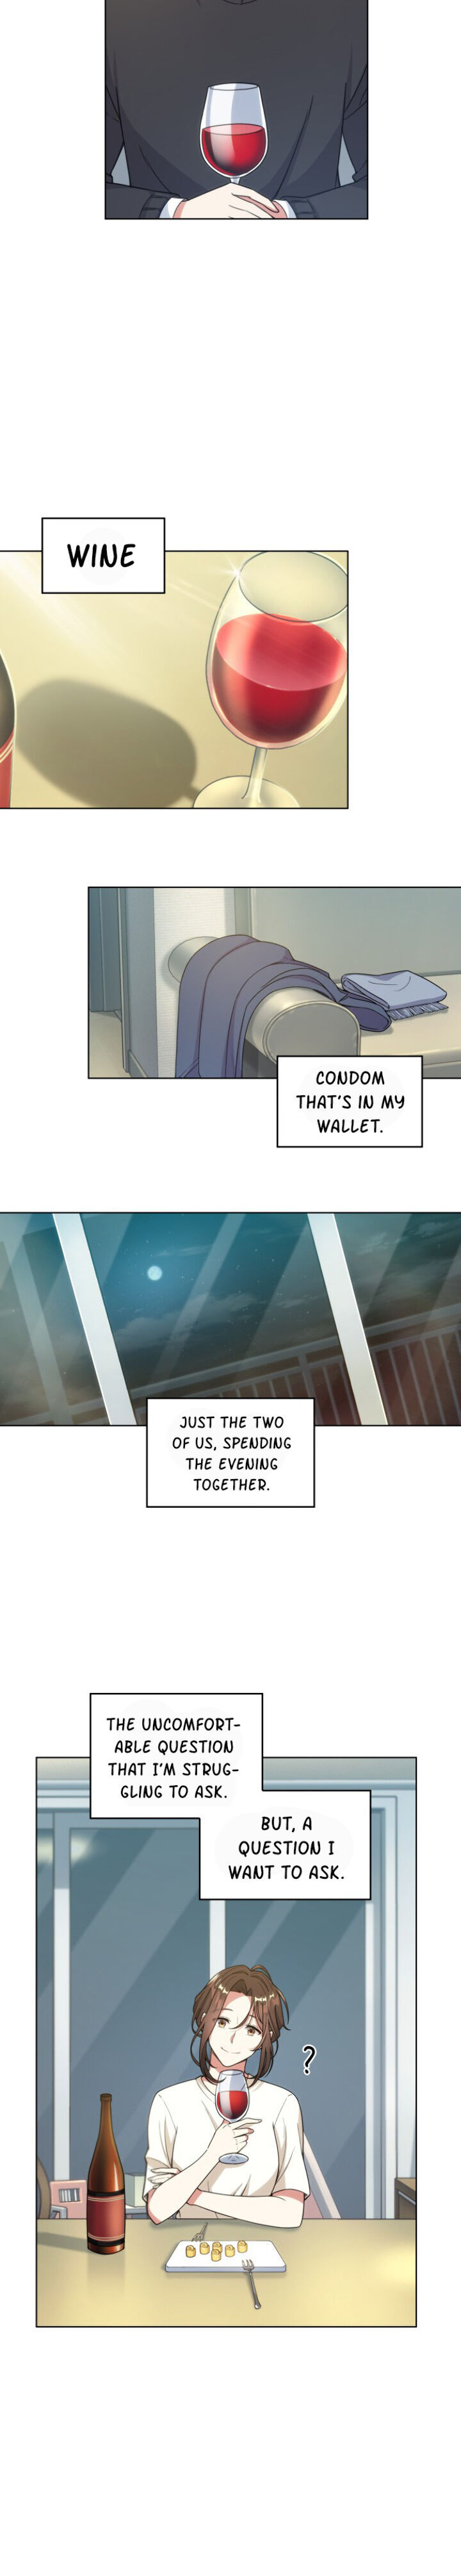 WINE
CONDOM
THAT'S IN MY
WALLET.
JUST THE TWO
OF US, SPENDING
THE EVENING
TOGETHER.
THE UNCOMFORT-
ABLE QUESTION
THAT I'M STRUG-
GLING TO ASK.
BUT, A
QUESTION I
WANT TO ASK.
?